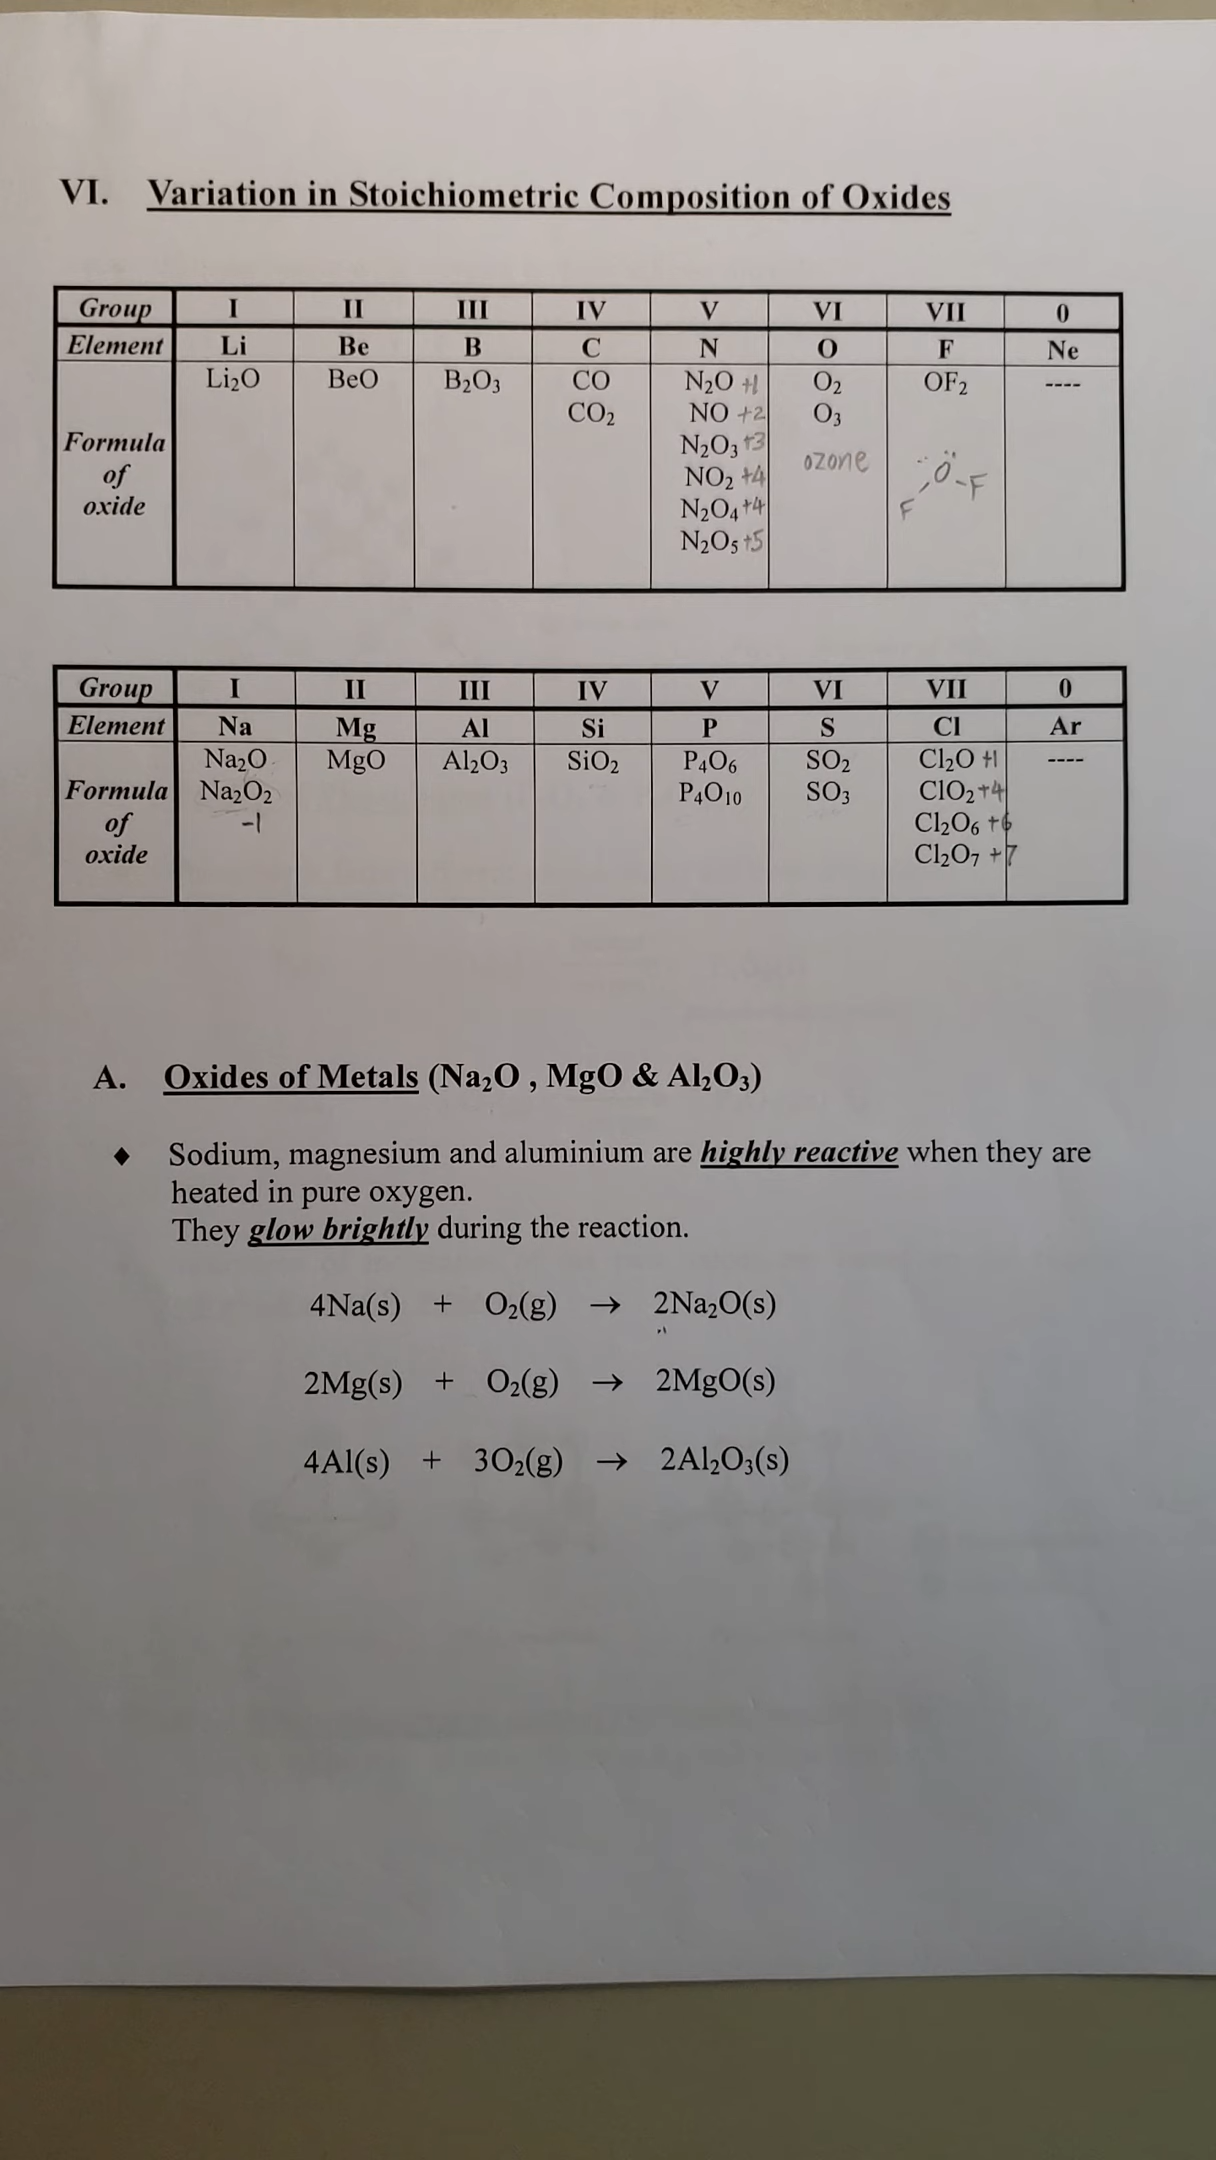 VI. Variation in Stoichiometric Composition of Oxides
Group I II III IV V VI VII 0
Element Li Be B C N O F Ne
Li₂O BeO B₂O₃ CO N₂O +1 O₂ OF₂ ----
CO₂ NO +2 O₃
Formula N₂O₃ +3 ozone
of NO₂ +4 Ö-F
oxide N₂O₄ +4 F
N₂O₅ +5
Group I II III IV V VI VII 0
Element Na Mg Al Si P S Cl Ar
Na₂O MgO Al₂O₃ SiO₂ P₄O₆ SO₂ Cl₂O +1 ----
Formula Na₂O₂ P₄O₁₀ SO₃ ClO₂ +4
of -1 Cl₂O₆ +6
oxide Cl₂O₇ +7
A. Oxides of Metals (Na₂O , MgO & Al₂O₃)
♦ Sodium, magnesium and aluminium are highly reactive when they are
heated in pure oxygen.
They glow brightly during the reaction.
4Na(s) + O₂(g) → 2Na₂O(s)
2Mg(s) + O₂(g) → 2MgO(s)
4Al(s) + 3O₂(g) → 2Al₂O₃(s)